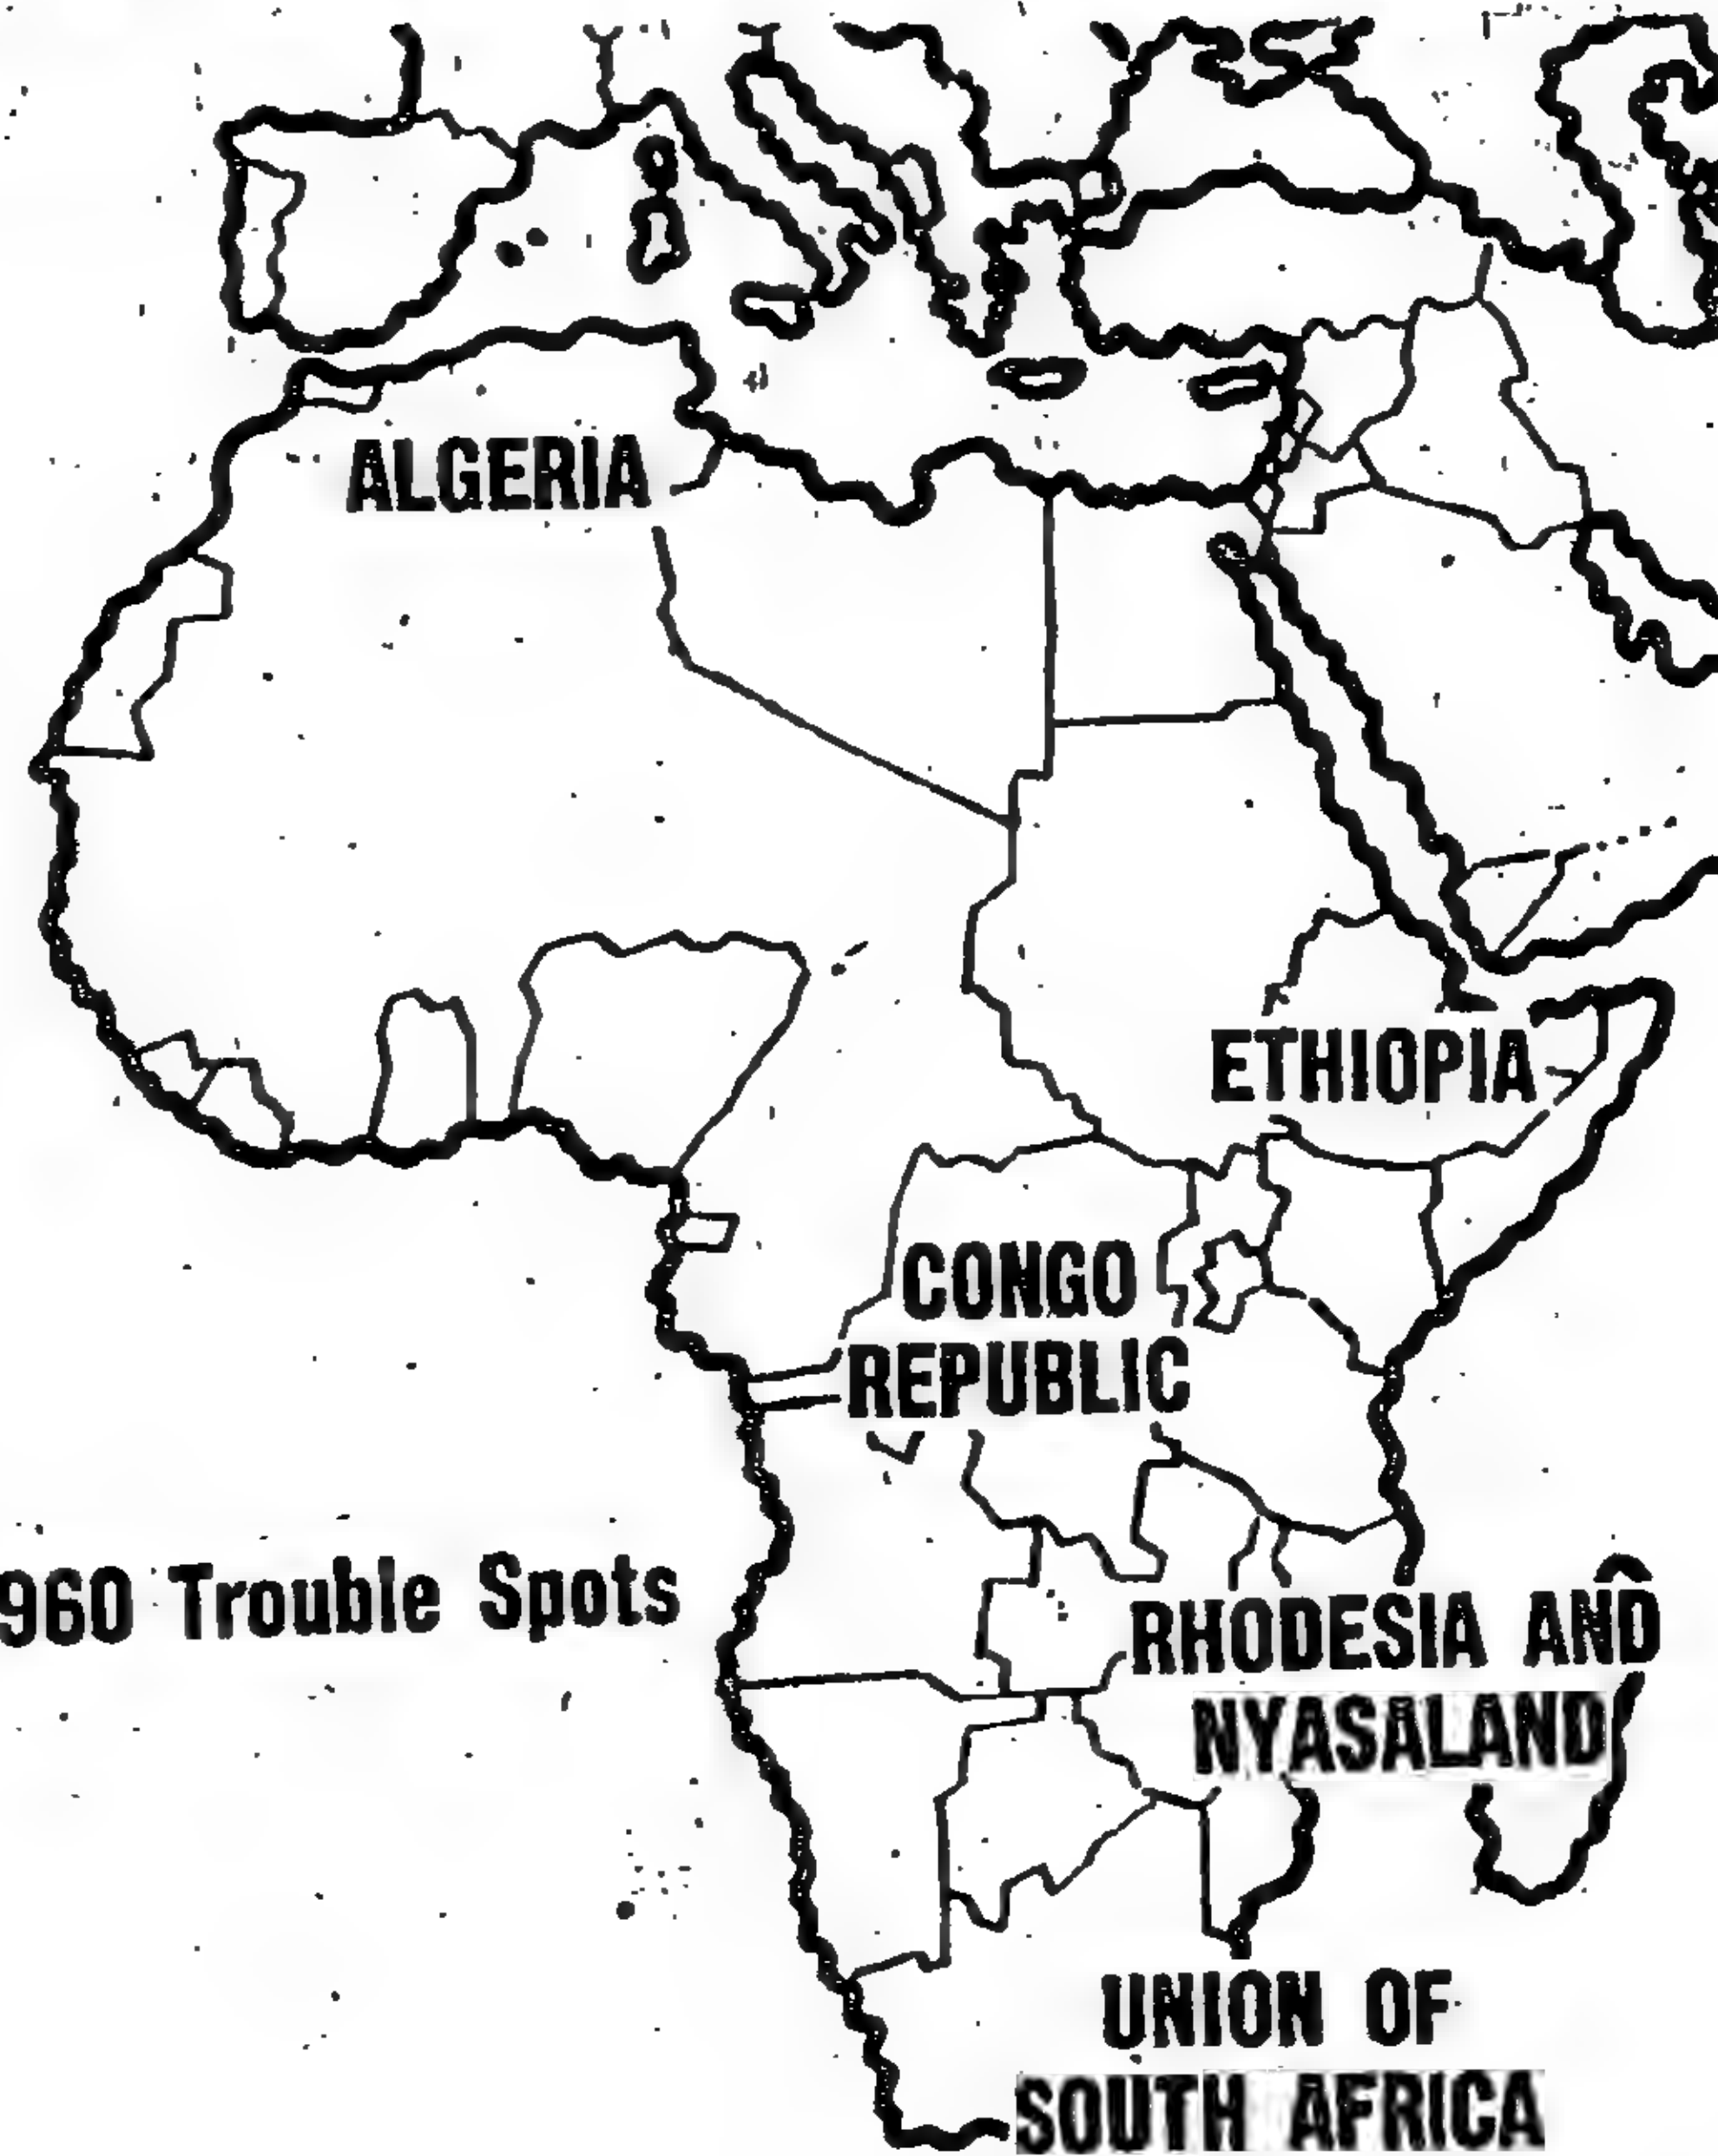 ALGERIA
ETHIOPIA
CONGO
REPUBLIC
960 Trouble Spots
RHODESIA AND
NYASALAND
UNION OF
SOUTH AFRICA